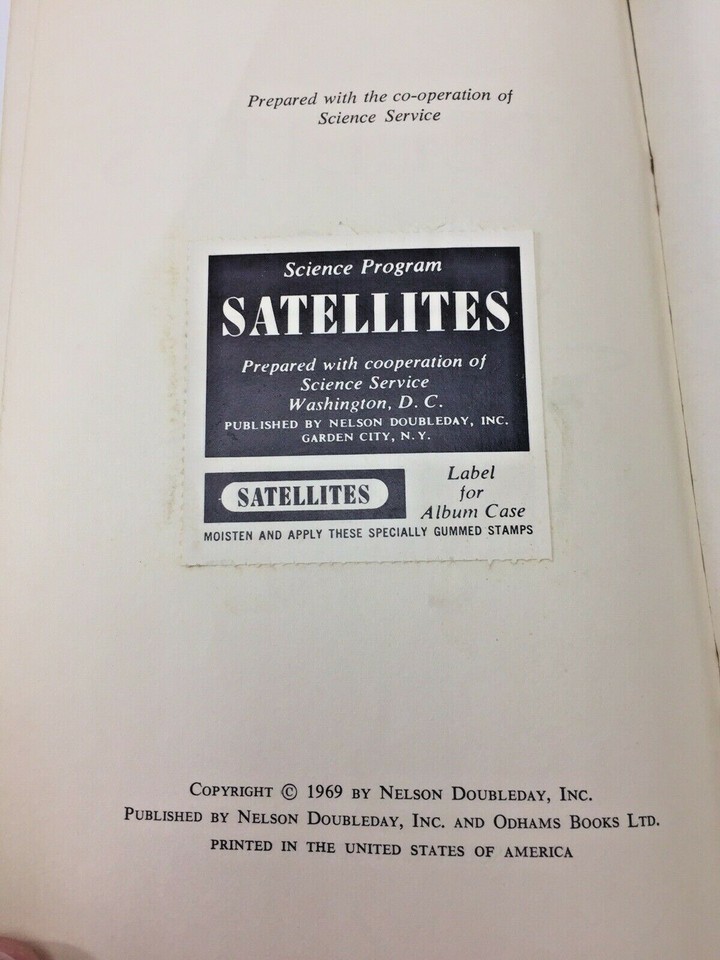 Prepared with the co-operation of
Science Service
Science Program
SATELLITES
Prepared with cooperation of
Science Service
Washington, D. C.
PUBLISHED BY NELSON DOUBLEDAY, INC.
GARDEN CITY, N. Y.
SATELLITES
Label
for
Album Case
MOISTEN AND APPLY THESE SPECIALLY GUMMED STAMPS
COPYRIGHT © 1969 BY NELSON DOUBLEDAY, INC.
PUBLISHED BY NELSON DOUBLEDAY, INC. AND ODHAMS BOOKS LTD.
PRINTED IN THE UNITED STATES OF AMERICA